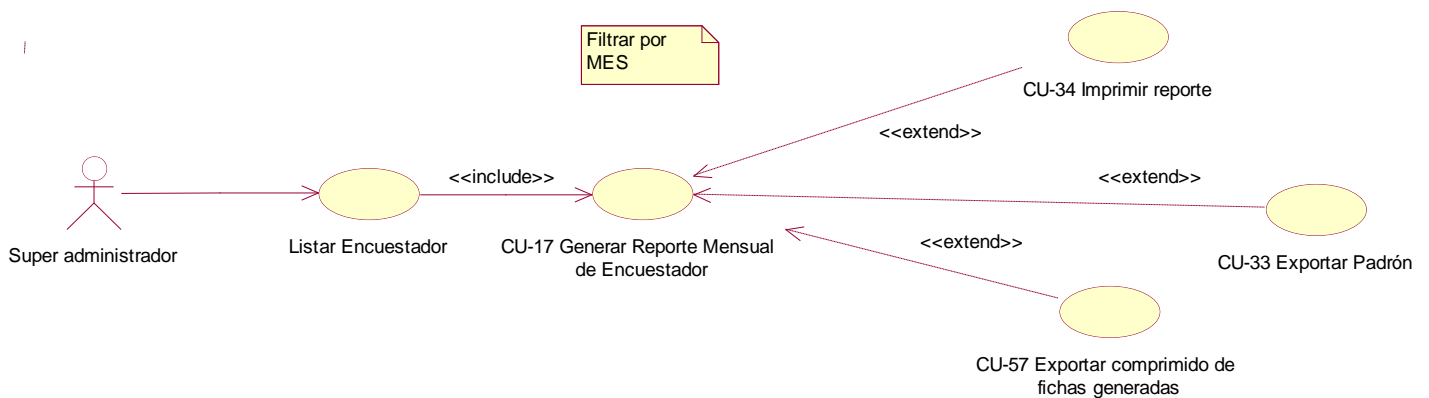 Filtrar por
MES
CU-34 Imprimir reporte
<<extend>>
<<include>>
<<extend>>
Super administrador
Listar Encuestador
CU-17 Generar Reporte Mensual
de Encuestador
<<extend>>
CU-33 Exportar Padrón
CU-57 Exportar comprimido de
fichas generadas